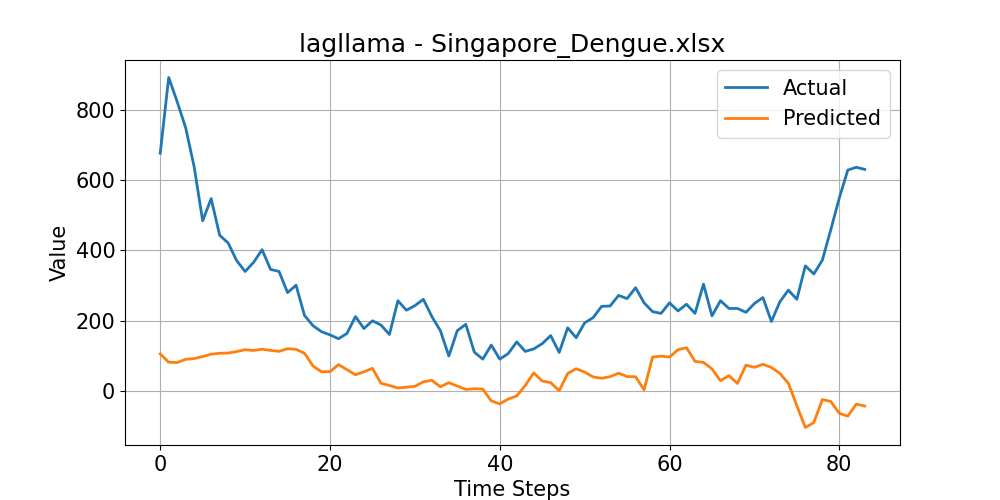 lagllama - Singapore_Dengue.xlsx
Actual
Predicted
Value
800
600
400
200
0
0 20 40 60 80
Time Steps